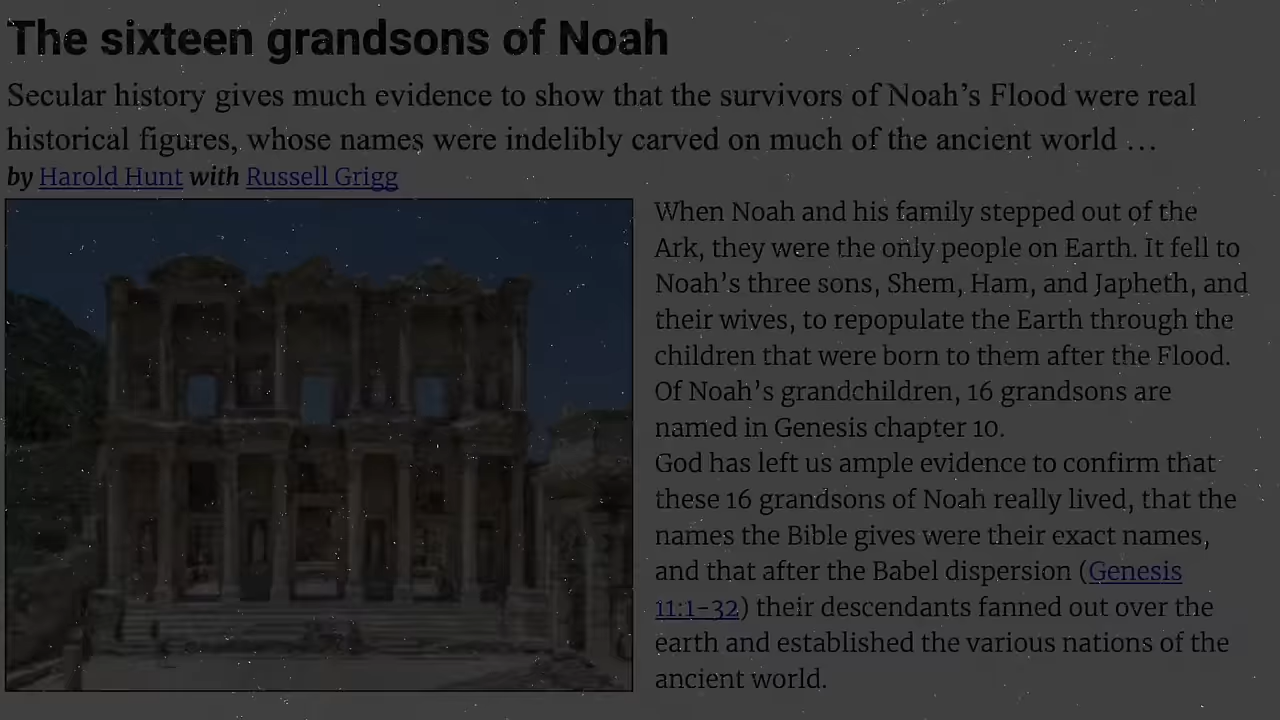 The sixteen grandsons of Noah
Secular history gives much evidence to show that the survivors of Noah’s Flood were real
historical figures, whose names were indelibly carved on much of the ancient world …
by Harold Hunt with Russell Grigg
When Noah and his family stepped out of the
Ark, they were the only people on Earth. It fell to
Noah’s three sons, Shem, Ham, and Japheth, and
their wives, to repopulate the Earth through the
children that were born to them after the Flood.
Of Noah’s grandchildren, 16 grandsons are
named in Genesis chapter 10.
God has left us ample evidence to confirm that
these 16 grandsons of Noah really lived, that the
names the Bible gives were their exact names,
and that after the Babel dispersion (Genesis
11:1–32) their descendants fanned out over the
earth and established the various nations of the
ancient world.